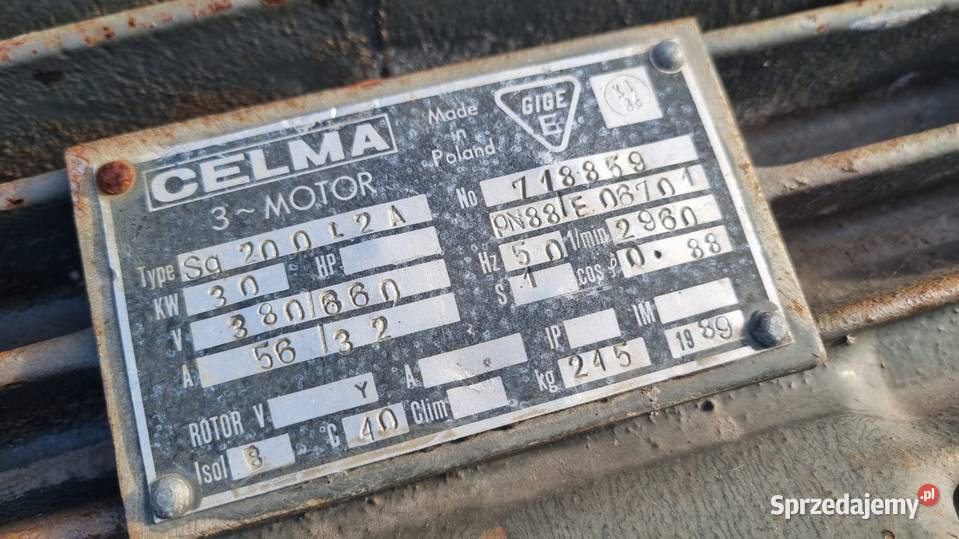 CELMA
Made in Poland
GIGE E
3~ MOTOR
No 718859
Type Sg 200 L 2A
PN88/E 06701
KW 30 HP
Hz 50 1/min 2960
V 380/660
S 1 cos φ 0.88
A 56/32
IP IM
ROTOR V Y A
kg 245 1989
Isol B °C 40 Clim
Sprzedajemy.pl